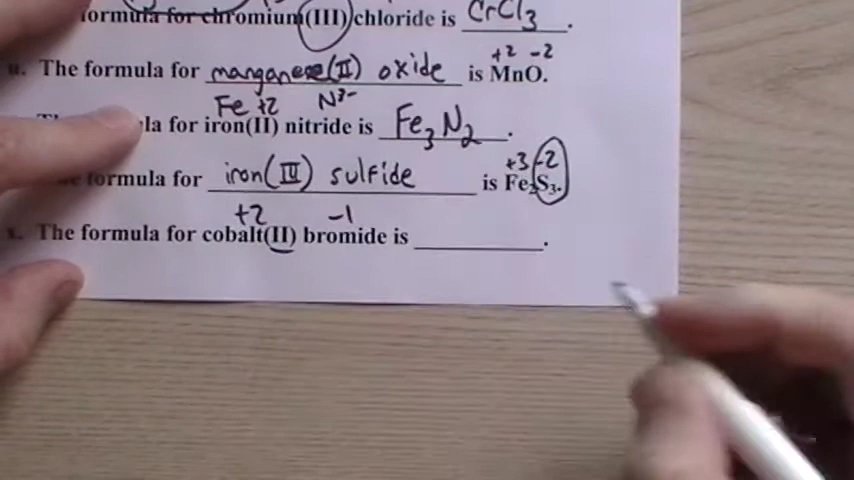 formula for chromium(III) chloride is CrCl3.
+2 -2
u. The formula for manganese(II) oxide is MnO.
Fe +2 N3-
la for iron(II) nitride is Fe3N2.
+3 -2
formula for iron(III) sulfide is Fe2S3.
+2 -1
The formula for cobalt(II) bromide is ______.